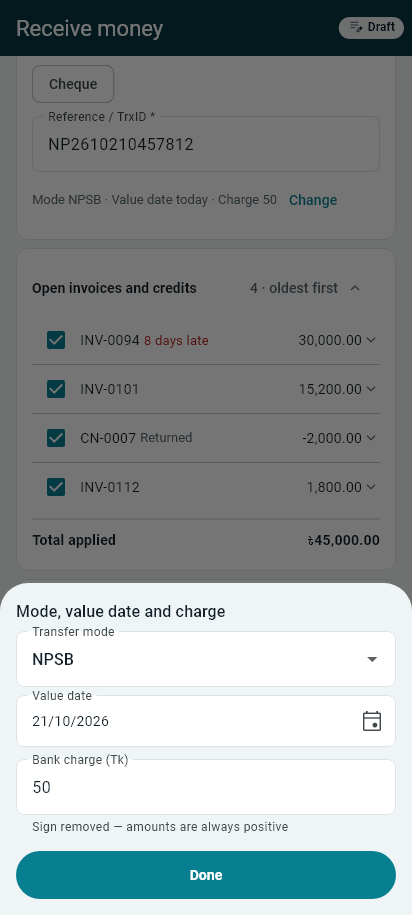 Receive money
Draft
Cheque
Reference / TrxID *
NP2610210457812
Mode NPSB · Value date today · Charge 50 Change
Open invoices and credits 4 · oldest first
INV-0094 8 days late 30,000.00
INV-0101 15,200.00
CN-0007 Returned -2,000.00
INV-0112 1,800.00
Total applied ৳45,000.00
Mode, value date and charge
Transfer mode
NPSB
Value date
21/10/2026
Bank charge (Tk)
50
Sign removed — amounts are always positive
Done